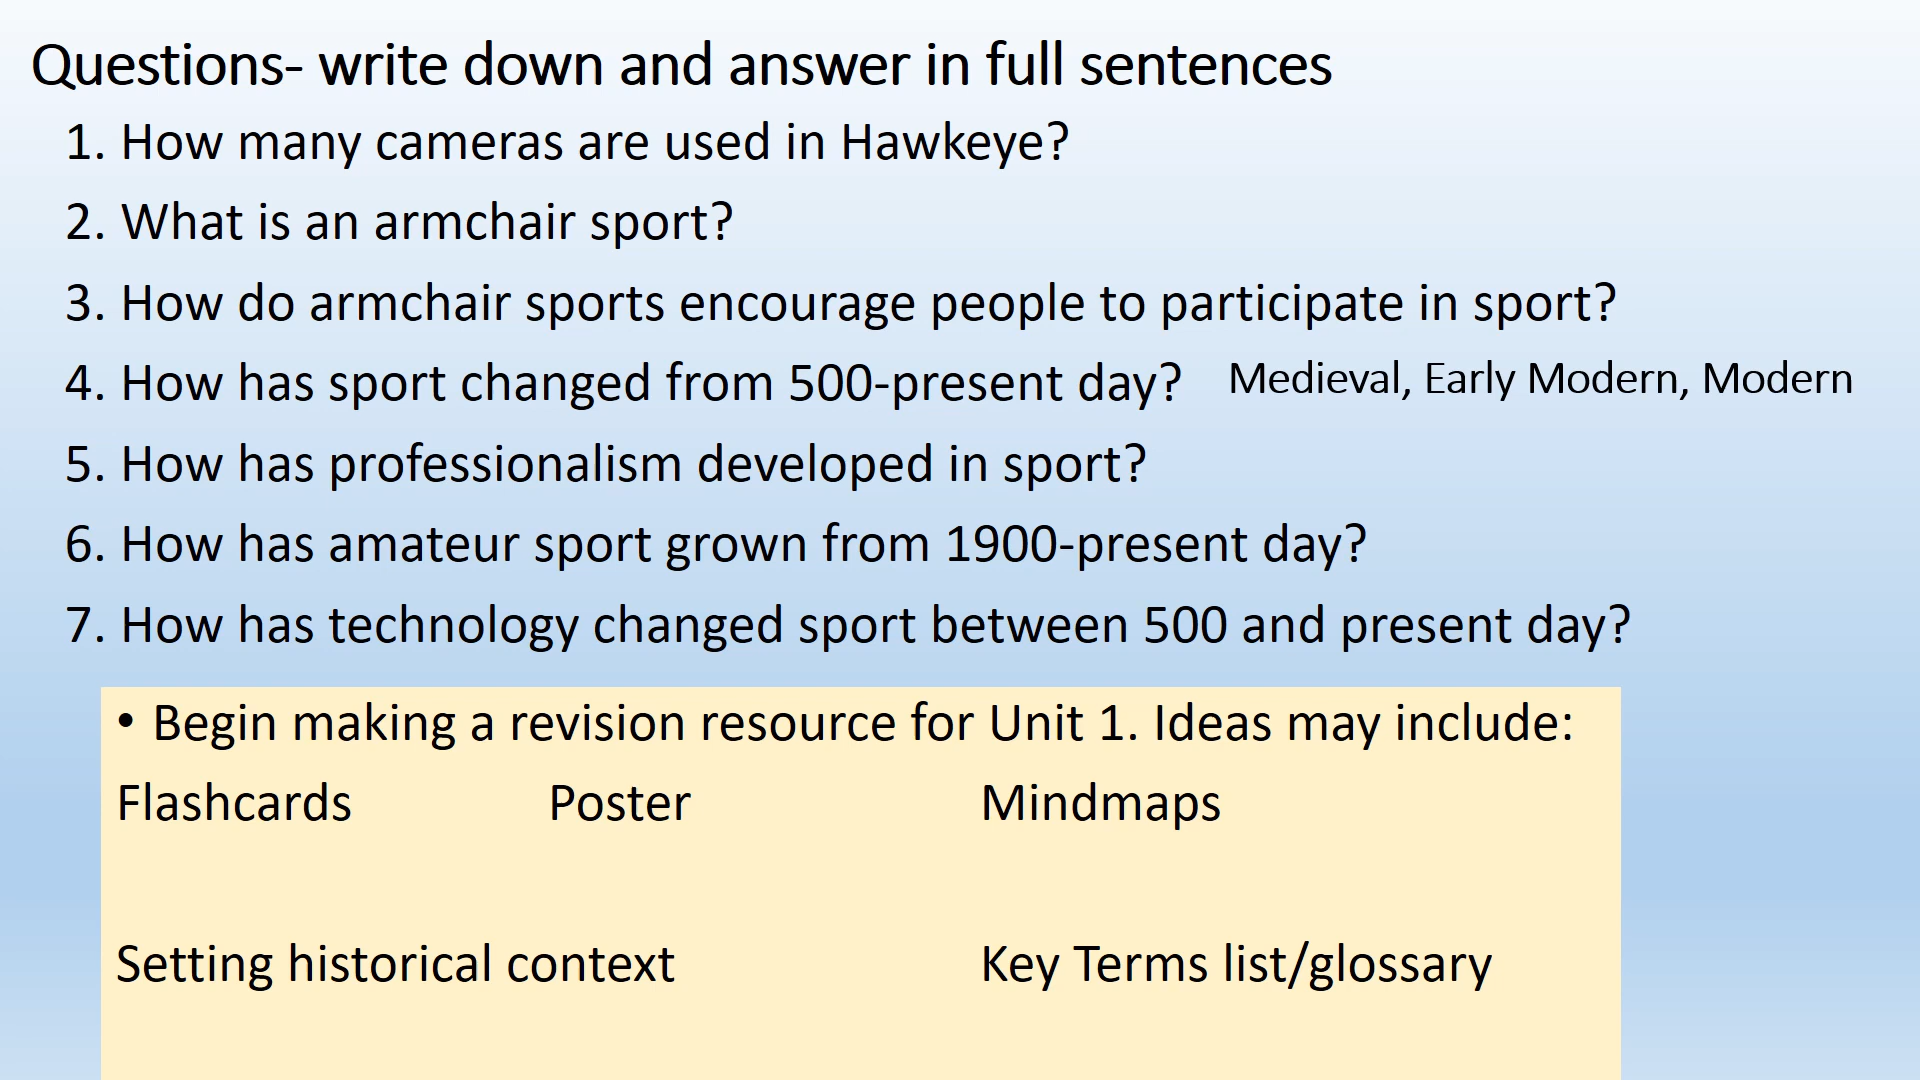 Questions- write down and answer in full sentences
1. How many cameras are used in Hawkeye?
2. What is an armchair sport?
3. How do armchair sports encourage people to participate in sport?
4. How has sport changed from 500-present day? Medieval, Early Modern, Modern
5. How has professionalism developed in sport?
6. How has amateur sport grown from 1900-present day?
7. How has technology changed sport between 500 and present day?
• Begin making a revision resource for Unit 1. Ideas may include:
Flashcards Poster Mindmaps
Setting historical context Key Terms list/glossary